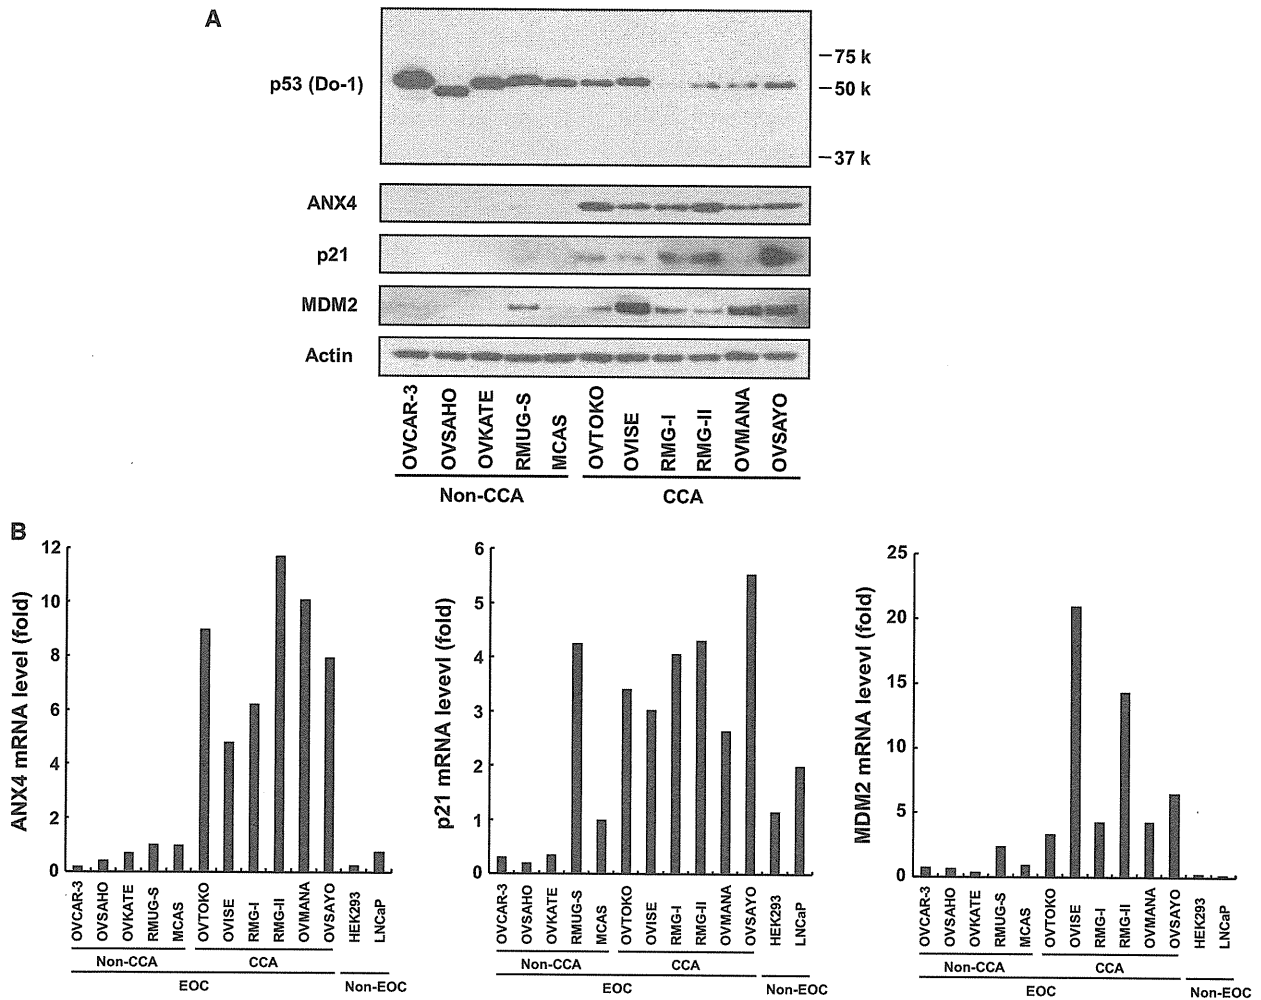 A
p53 (Do-1)
75 k
50 k
37 k
ANX4
p21
MDM2
Actin
OVCAR-3
OVSAHO
OVKATE
RMUG-S
MCAS
OVTOKO
OVISE
RMG-I
RMG-II
OVMANA
OVSAYO
Non-CCA
CCA
B
ANX4 mRNA level (fold)
12
10
8
6
4
2
0
OVCAR-3
OVSAHO
OVKATE
RMUG-S
MCAS
OVTOKO
OVISE
RMG-I
RMG-II
OVMANA
OVSAYO
HEK293
LNCaP
Non-CCA
CCA
EOC
Non-EOC
p21 mRNA levevl (fold)
6
5
4
3
2
1
0
OVCAR-3
OVSAHO
OVKATE
RMUG-S
MCAS
OVTOKO
OVISE
RMG-I
RMG-II
OVMANA
OVSAYO
HEK293
LNCaP
Non-CCA
CCA
EOC
Non-EOC
MDM2 mRNA level (fold)
25
20
15
10
5
0
OVCAR-3
OVSAHO
OVKATE
RMUG-S
MCAS
OVTOKO
OVISE
RMG-I
RMG-II
OVMANA
OVSAYO
HEK293
LNCaP
Non-CCA
CCA
EOC
Non-EOC